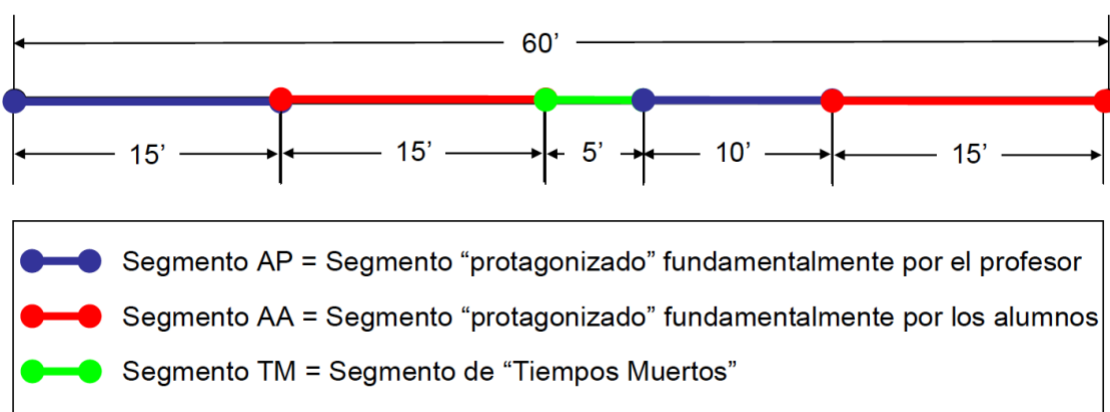 60’
15’
15’
5’
10’
15’
Segmento AP = Segmento “protagonizado” fundamentalmente por el profesor
Segmento AA = Segmento “protagonizado” fundamentalmente por los alumnos
Segmento TM = Segmento de “Tiempos Muertos”